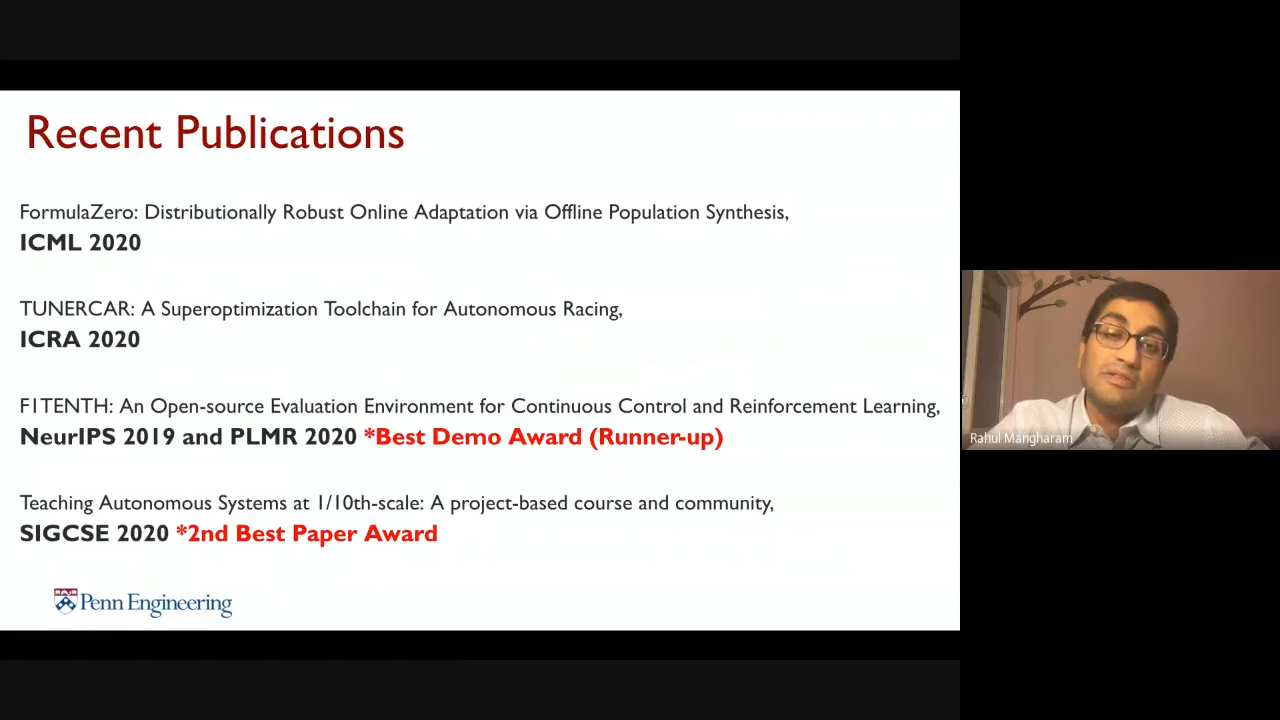 Recent Publications
FormulaZero: Distributionally Robust Online Adaptation via Offline Population Synthesis,
ICML 2020
TUNERCAR: A Superoptimization Toolchain for Autonomous Racing,
ICRA 2020
F1TENTH: An Open-source Evaluation Environment for Continuous Control and Reinforcement Learning,
NeurIPS 2019 and PLMR 2020 *Best Demo Award (Runner-up)
Teaching Autonomous Systems at 1/10th-scale: A project-based course and community,
SIGCSE 2020 *2nd Best Paper Award
Penn Engineering
Rahul Mangharam